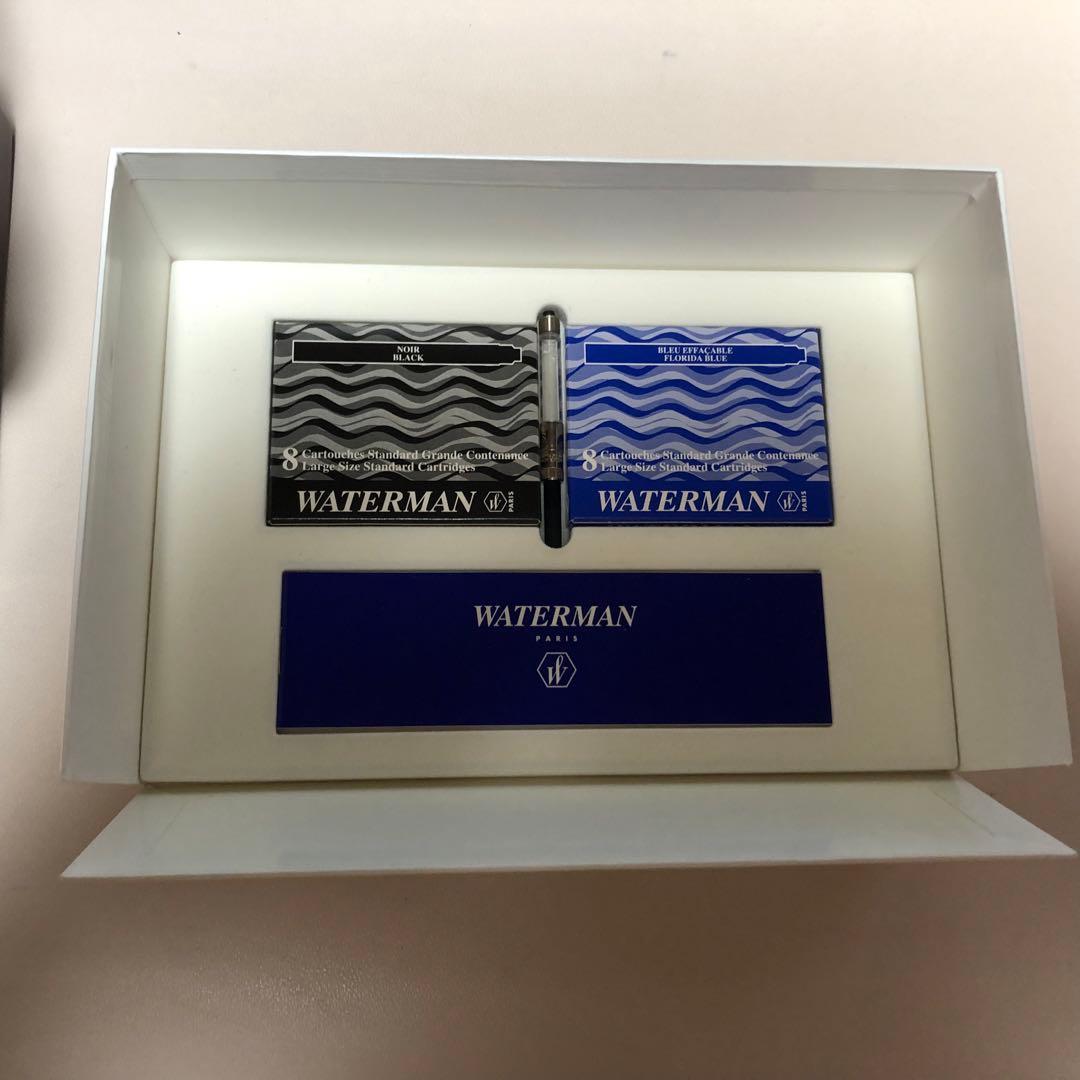 NOIR
BLACK
8 Cartouches Standard Grande Contenance
Large Size Standard Cartridges
WATERMAN W PARIS
BLEU EFFAÇABLE
FLORIDA BLUE
8 Cartouches Standard Grande Contenance
Large Size Standard Cartridges
WATERMAN W PARIS
WATERMAN
PARIS
W